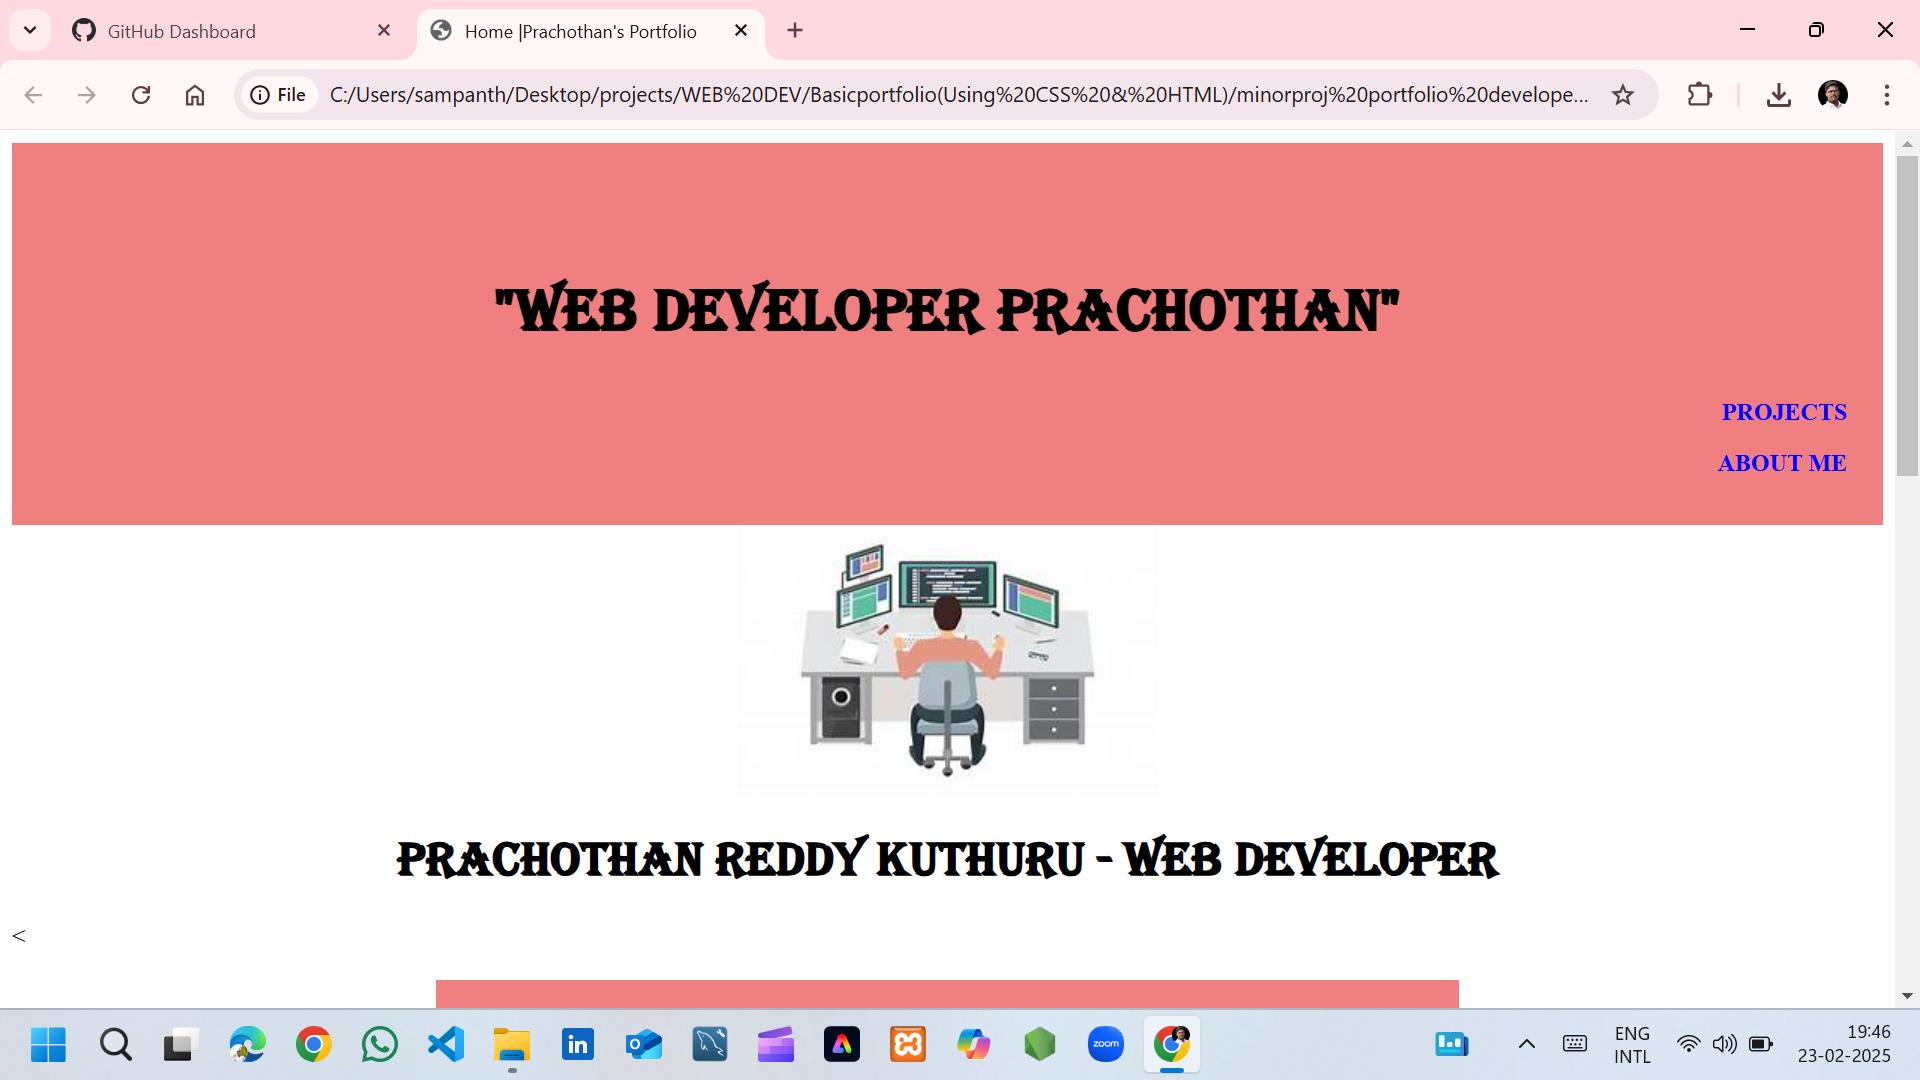 GitHub Dashboard
Home |Prachothan's Portfolio
File
C:/Users/sampanth/Desktop/projects/WEB%20DEV/Basicportfolio(Using%20CSS%20&%20HTML)/minorproj%20portfolio%20develope...
"WEB DEVELOPER PRACHOTHAN"
PROJECTS
ABOUT ME
PRACHOTHAN REDDY KUTHURU - WEB DEVELOPER
<
in
zoom
ENG
INTL
19:46
23-02-2025